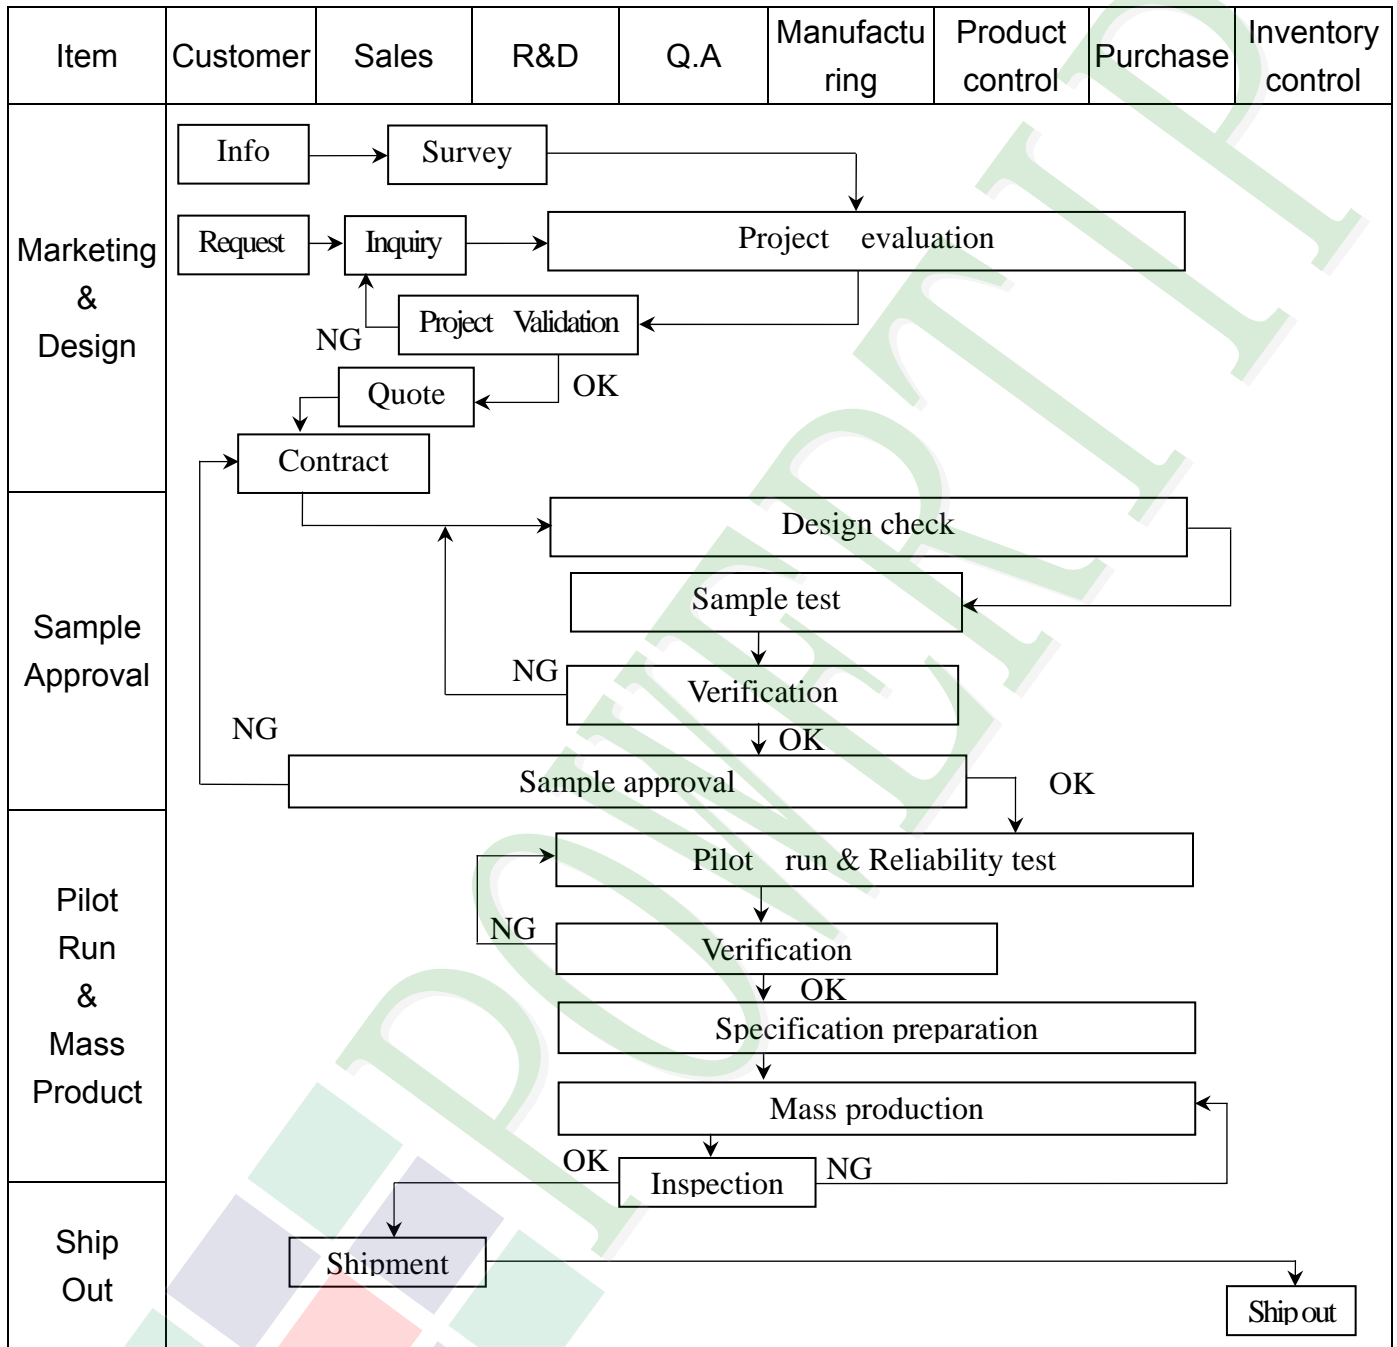 Item
Customer
Sales
R&D
Q.A
Manufactu
ring
Product
control
Purchase
Inventory
control
Marketing
&
Design
Info
Survey
Request
Inquiry
Project evaluation
NG
Project Validation
Quote
OK
Contract
Sample
Approval
Design check
Sample test
NG
Verification
NG
OK
Sample approval
OK
Pilot
Run
&
Mass
Product
Pilot run & Reliability test
NG
Verification
OK
Specification preparation
Mass production
OK
Inspection
NG
Ship
Out
Shipment
Ship out
POWERTIP